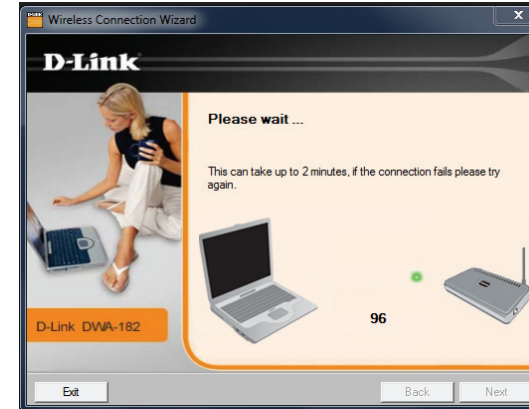 Wireless Connection Wizard
x
D-Link
Please wait ...
This can take up to 2 minutes, if the connection fails please try
again.
96
D-Link DWA-182
Exit
Back
Next